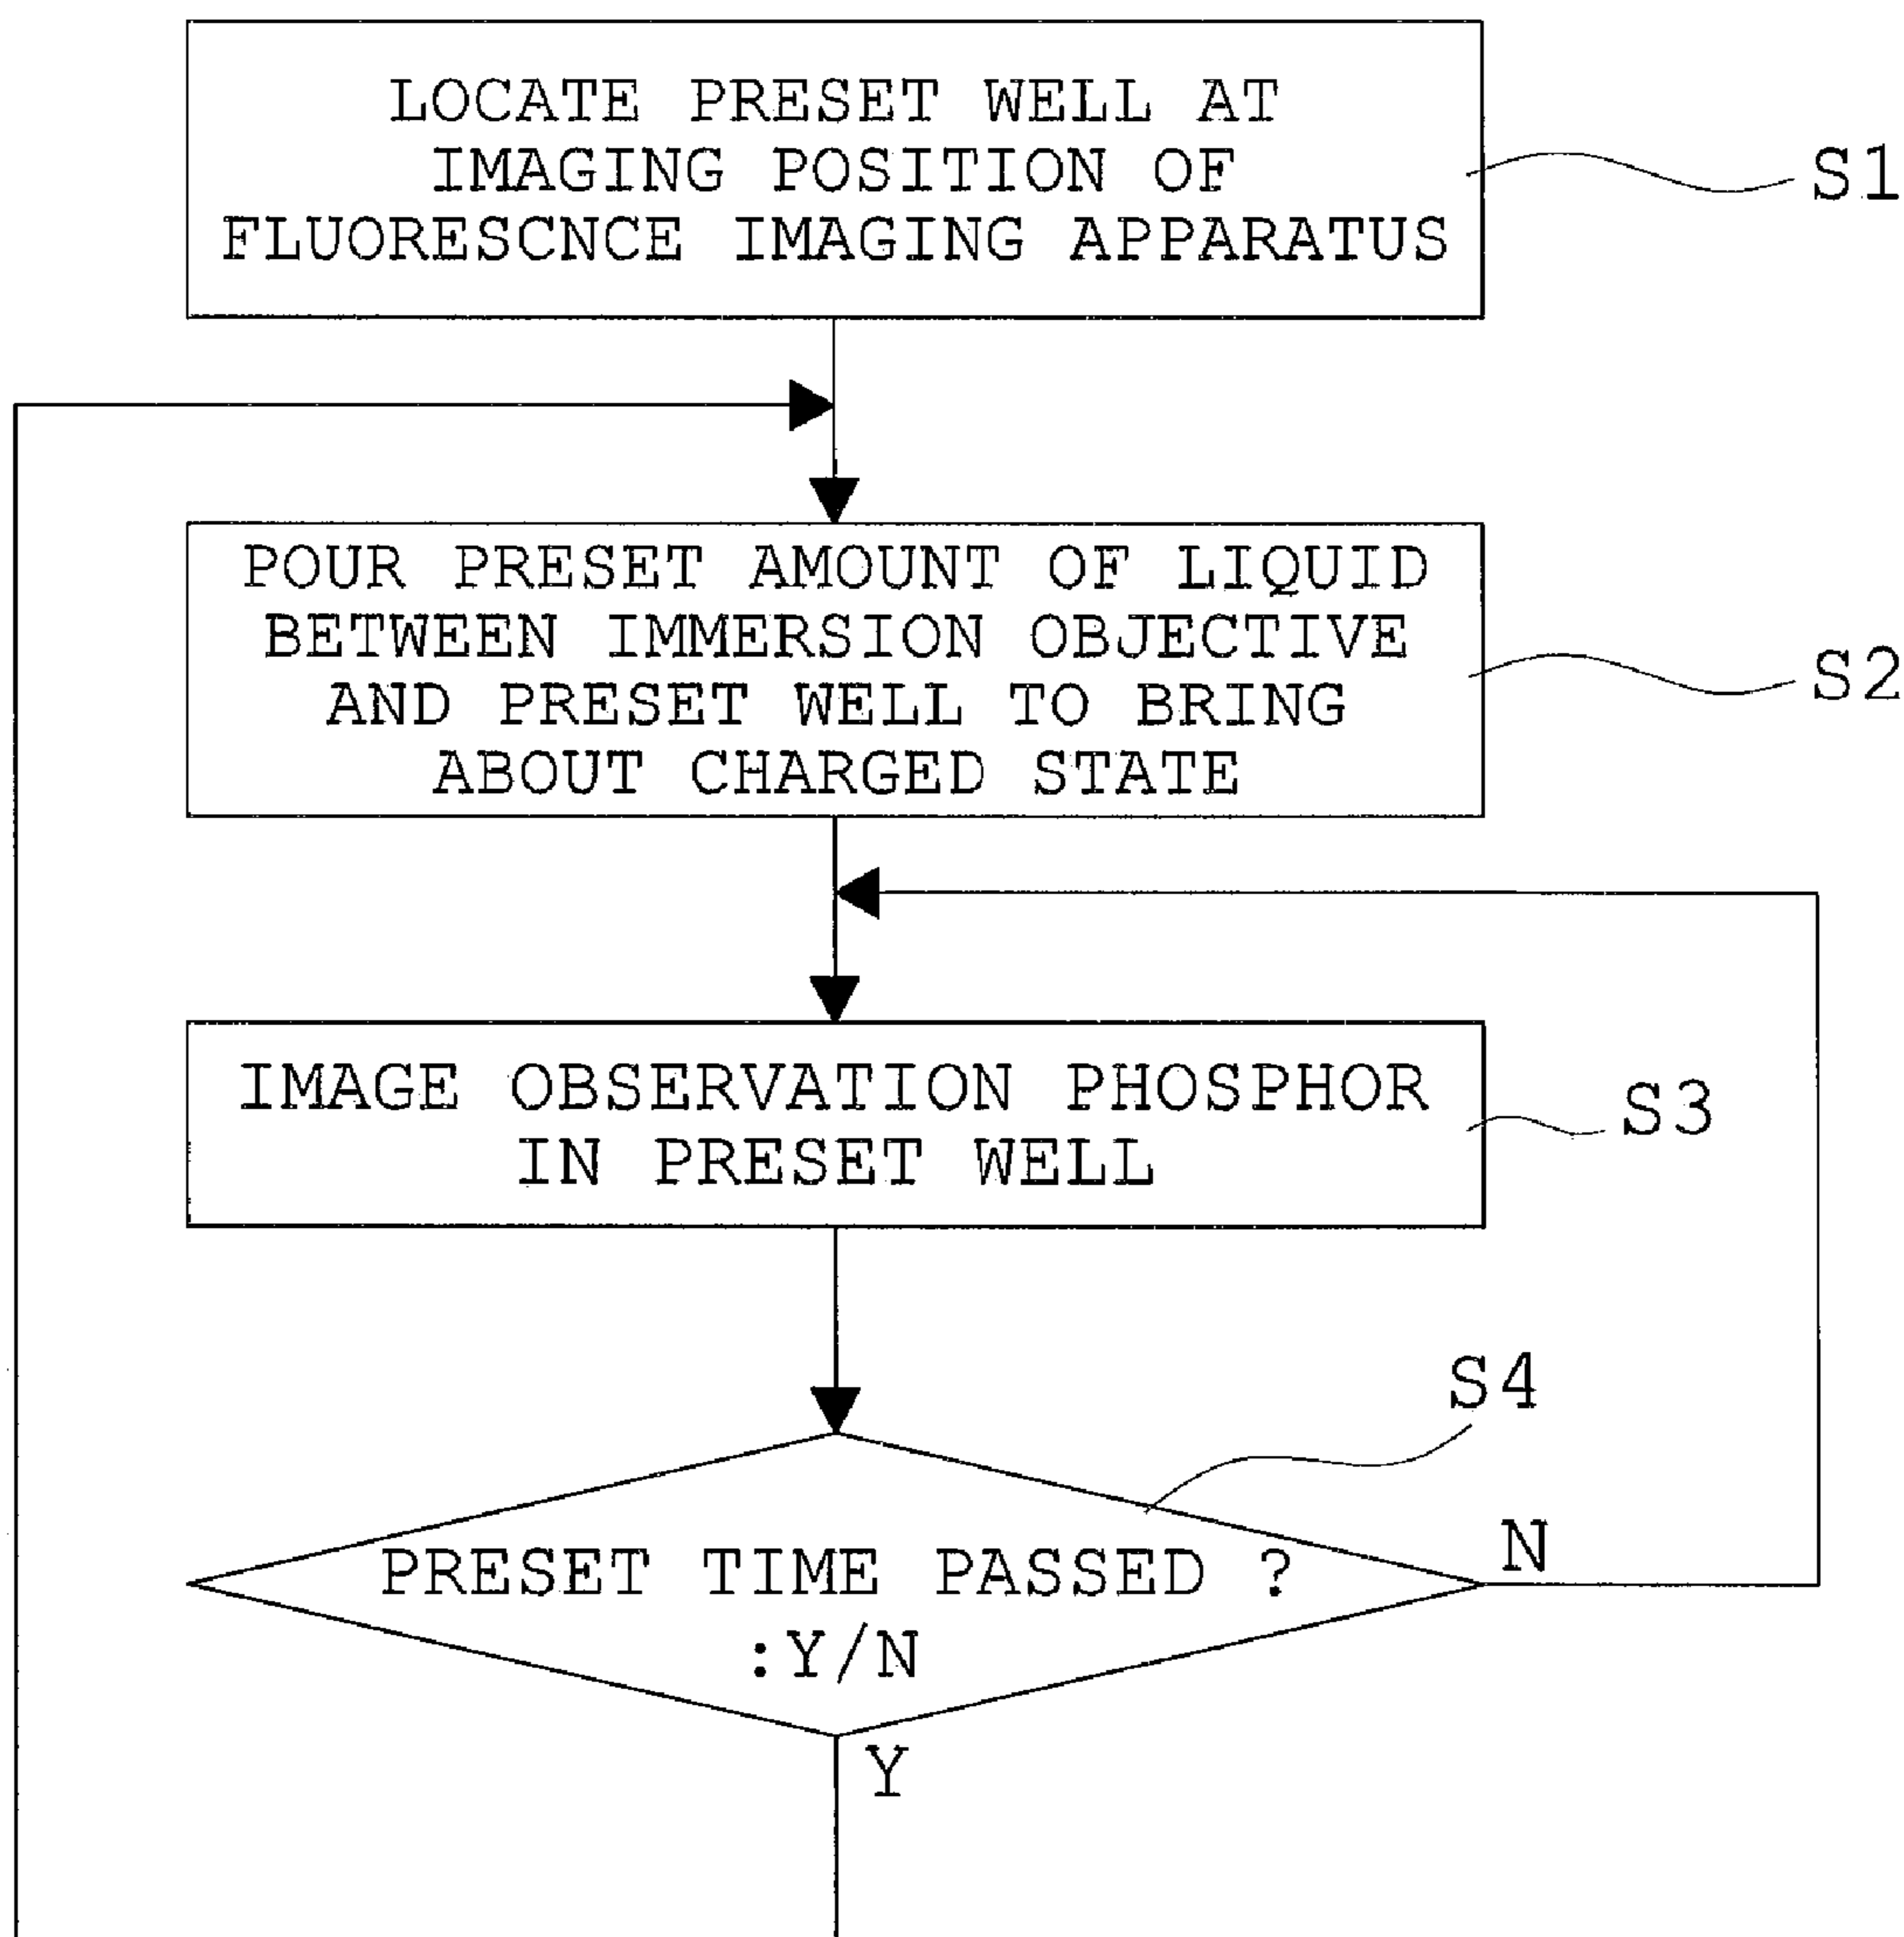 LOCATE PRESET WELL AT
IMAGING POSITION OF
FLUORESCNCE IMAGING APPARATUS
S1
POUR PRESET AMOUNT OF LIQUID
BETWEEN IMMERSION OBJECTIVE
AND PRESET WELL TO BRING
ABOUT CHARGED STATE
S2
IMAGE OBSERVATION PHOSPHOR
IN PRESET WELL
S3
S4
PRESET TIME PASSED ?
:Y/N
N
Y